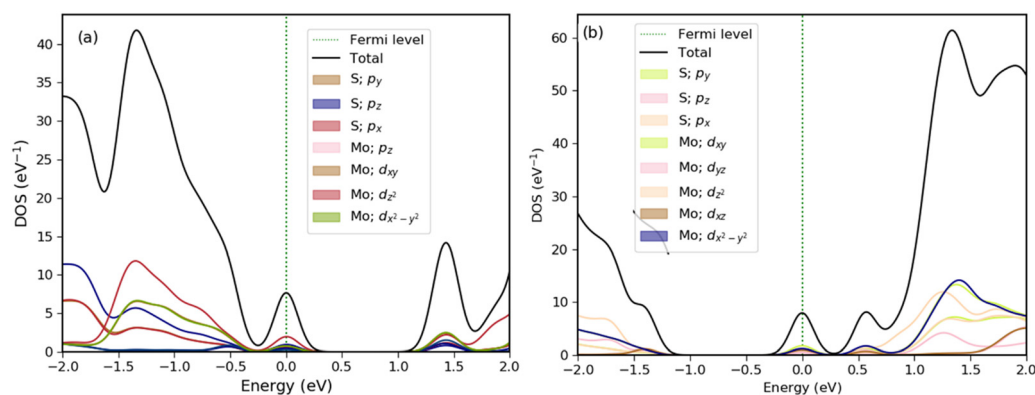 (a)
Fermi level
Total
S; p_y
S; p_z
S; p_x
Mo; p_z
Mo; d_xy
Mo; d_z²
Mo; d_x²−y²
40
35
30
25
20
15
10
5
0
DOS (eV⁻¹)
−2.0 −1.5 −1.0 −0.5 0.0 0.5 1.0 1.5 2.0
Energy (eV)
(b)
Fermi level
Total
S; p_y
S; p_z
S; p_x
Mo; d_xy
Mo; d_yz
Mo; d_z²
Mo; d_xz
Mo; d_x²−y²
60
50
40
30
20
10
0
DOS (eV⁻¹)
−2.0 −1.5 −1.0 −0.5 0.0 0.5 1.0 1.5 2.0
Energy (eV)